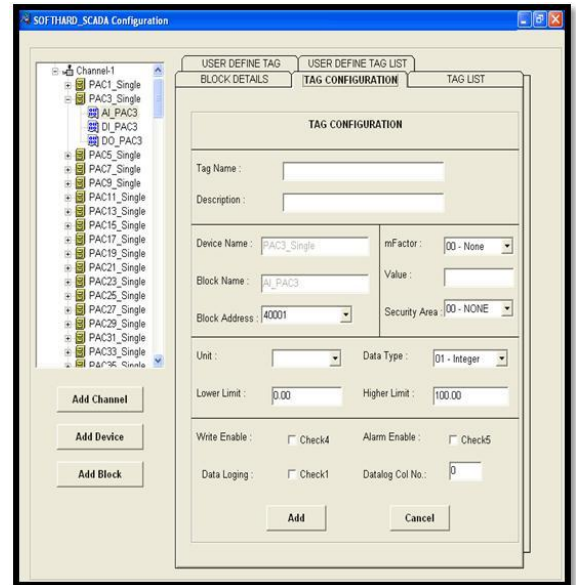 SOFTHARD_SCADA Configuration
Channel-1
PAC1_Single
PAC3_Single
AI_PAC3
DI_PAC3
DO_PAC3
PAC5_Single
PAC7_Single
PAC9_Single
PAC11_Single
PAC13_Single
PAC15_Single
PAC17_Single
PAC19_Single
PAC21_Single
PAC23_Single
PAC25_Single
PAC27_Single
PAC29_Single
PAC31_Single
PAC33_Single
PAC35_Single
Add Channel
Add Device
Add Block
USER DEFINE TAG
USER DEFINE TAG LIST
BLOCK DETAILS
TAG CONFIGURATION
TAG LIST
TAG CONFIGURATION
Tag Name :
Description :
Device Name : PAC3_Single
Block Name : AI_PAC3
Block Address : 40001
mFactor : 00 - None
Value :
Security Area : 00 - NONE
Unit :
Data Type : 01 - Integer
Lower Limit : 0.00
Higher Limit : 100.00
Write Enable : Check4
Alarm Enable : Check5
Data Loging : Check1
Datalog Col No.: 0
Add
Cancel